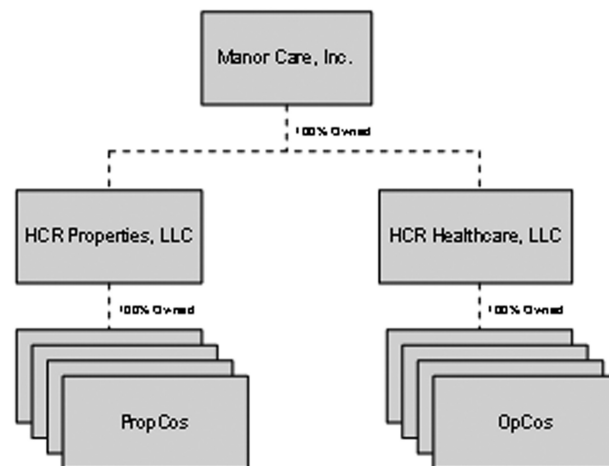 Manor Care, Inc.
100% Owned
HCR Properties, LLC
HCR Healthcare, LLC
100% Owned
100% Owned
PropCos
OpCos